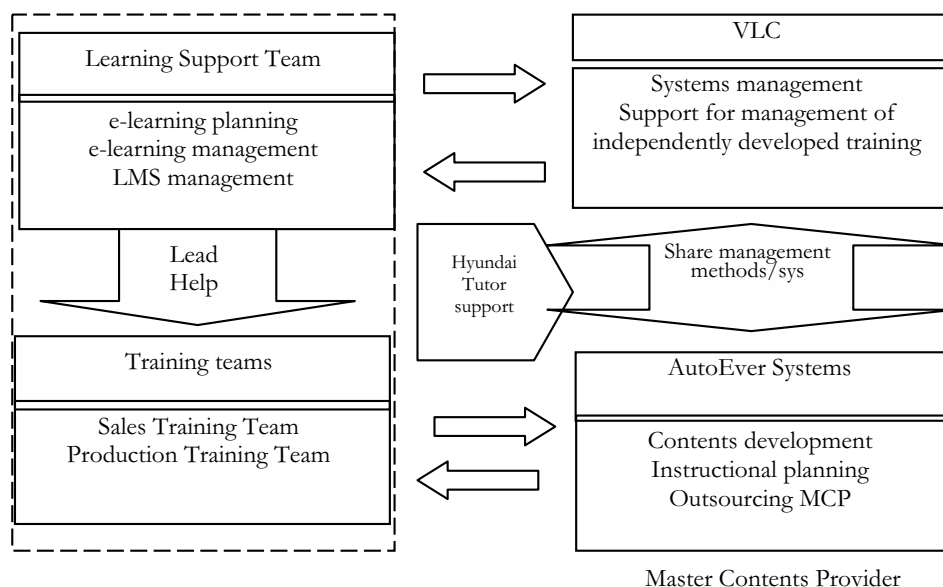 Learning Support Team
e-learning planning
e-learning management
LMS management
Lead
Help
Training teams
Sales Training Team
Production Training Team
VLC
Systems management
Support for management of
independently developed training
Hyundai
Tutor
support
Share management
methods/sys
AutoEver Systems
Contents development
Instructional planning
Outsourcing MCP
Master Contents Provider